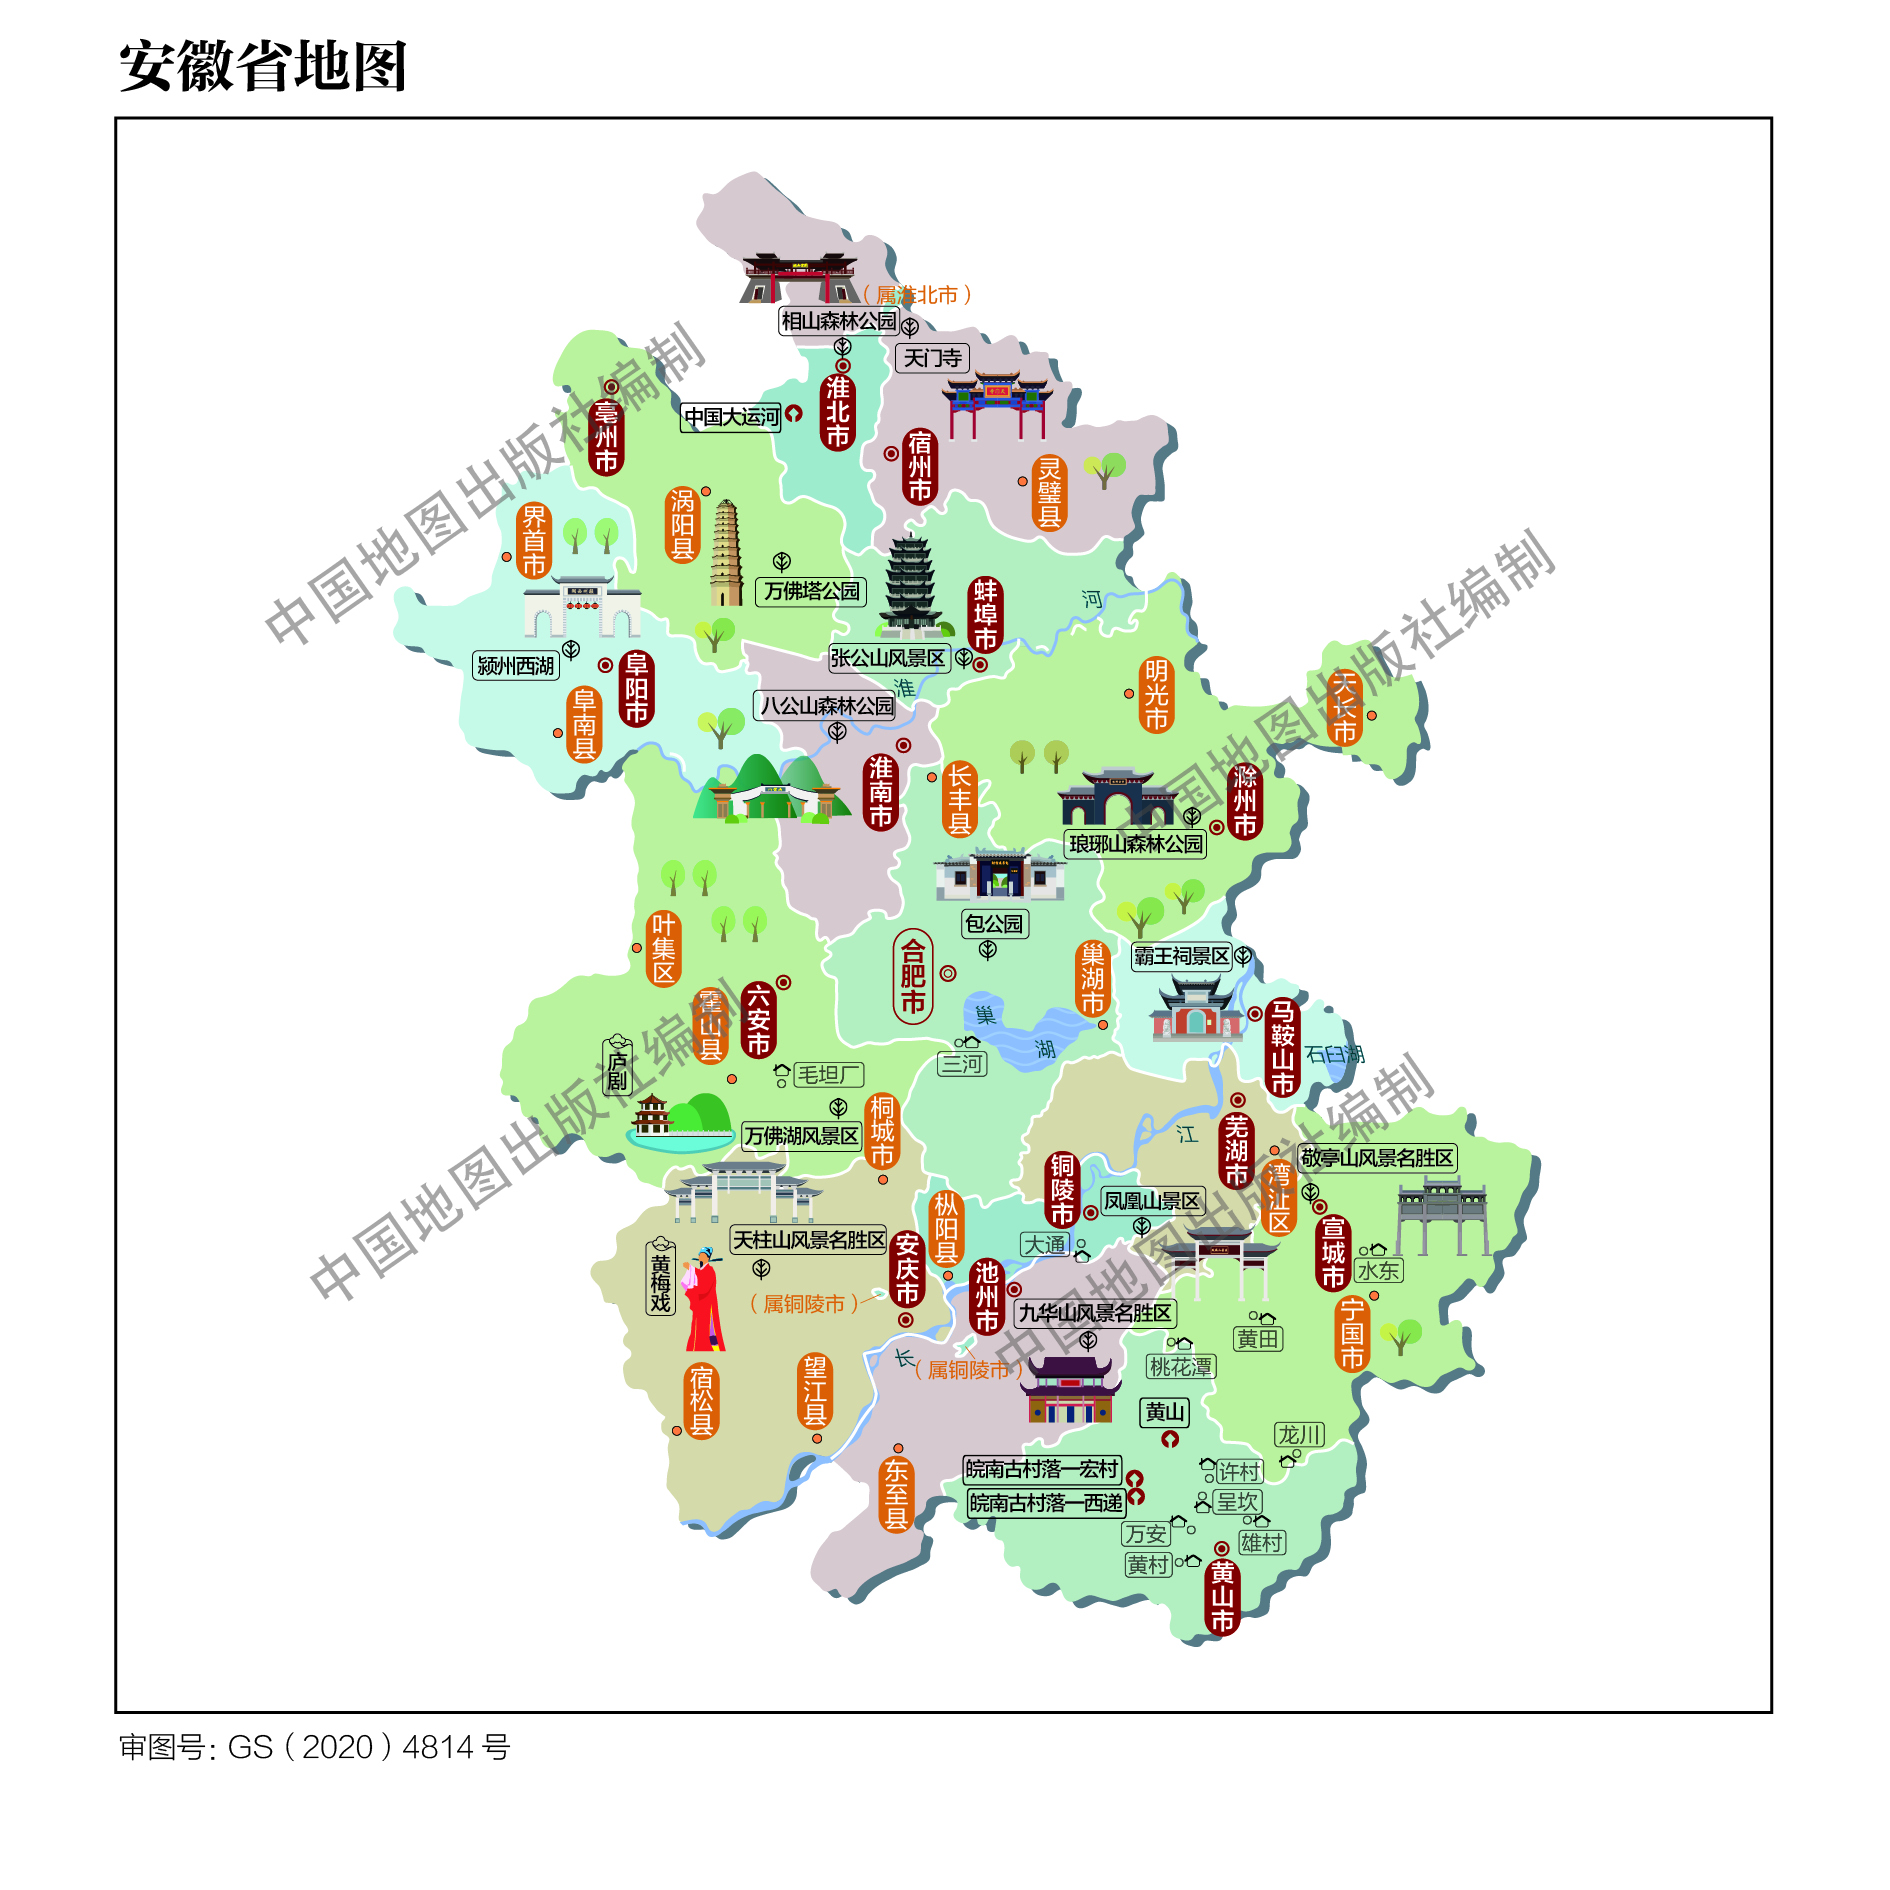 安徽省地图
（属淮北市）
相山森林公园
天门寺
淮北市
中国大运河
亳州市
宿州市
灵璧县
涡阳县
界首市
万佛塔公园
蚌埠市
河
颍州西湖
阜阳市
张公山风景区
明光市
天长市
淮
阜南县
八公山森林公园
淮南市
长丰县
滁州市
琅琊山森林公园
包公园
叶集区
合肥市
巢湖市
霸王祠景区
霍山县
六安市
巢
湖
马鞍山市
石臼湖
庐剧
三河
毛坦厂
万佛湖风景区
桐城市
江
芜湖市
湾沚区
敬亭山风景名胜区
铜陵市
凤凰山景区
枞阳县
天柱山风景名胜区
安庆市
大通
宣城市
水东
黄梅戏
（属铜陵市）
池州市
九华山风景名胜区
宁国市
黄田
长
（属铜陵市）
桃花潭
宿松县
望江县
黄山
龙川
东至县
皖南古村落—宏村
许村
皖南古村落—西递
呈坎
万安
雄村
黄村
黄山市
中国地图出版社编制
中国地图出版社编制
中国地图出版社编制
中国地图出版社编制
审图号：GS（2020）4814 号